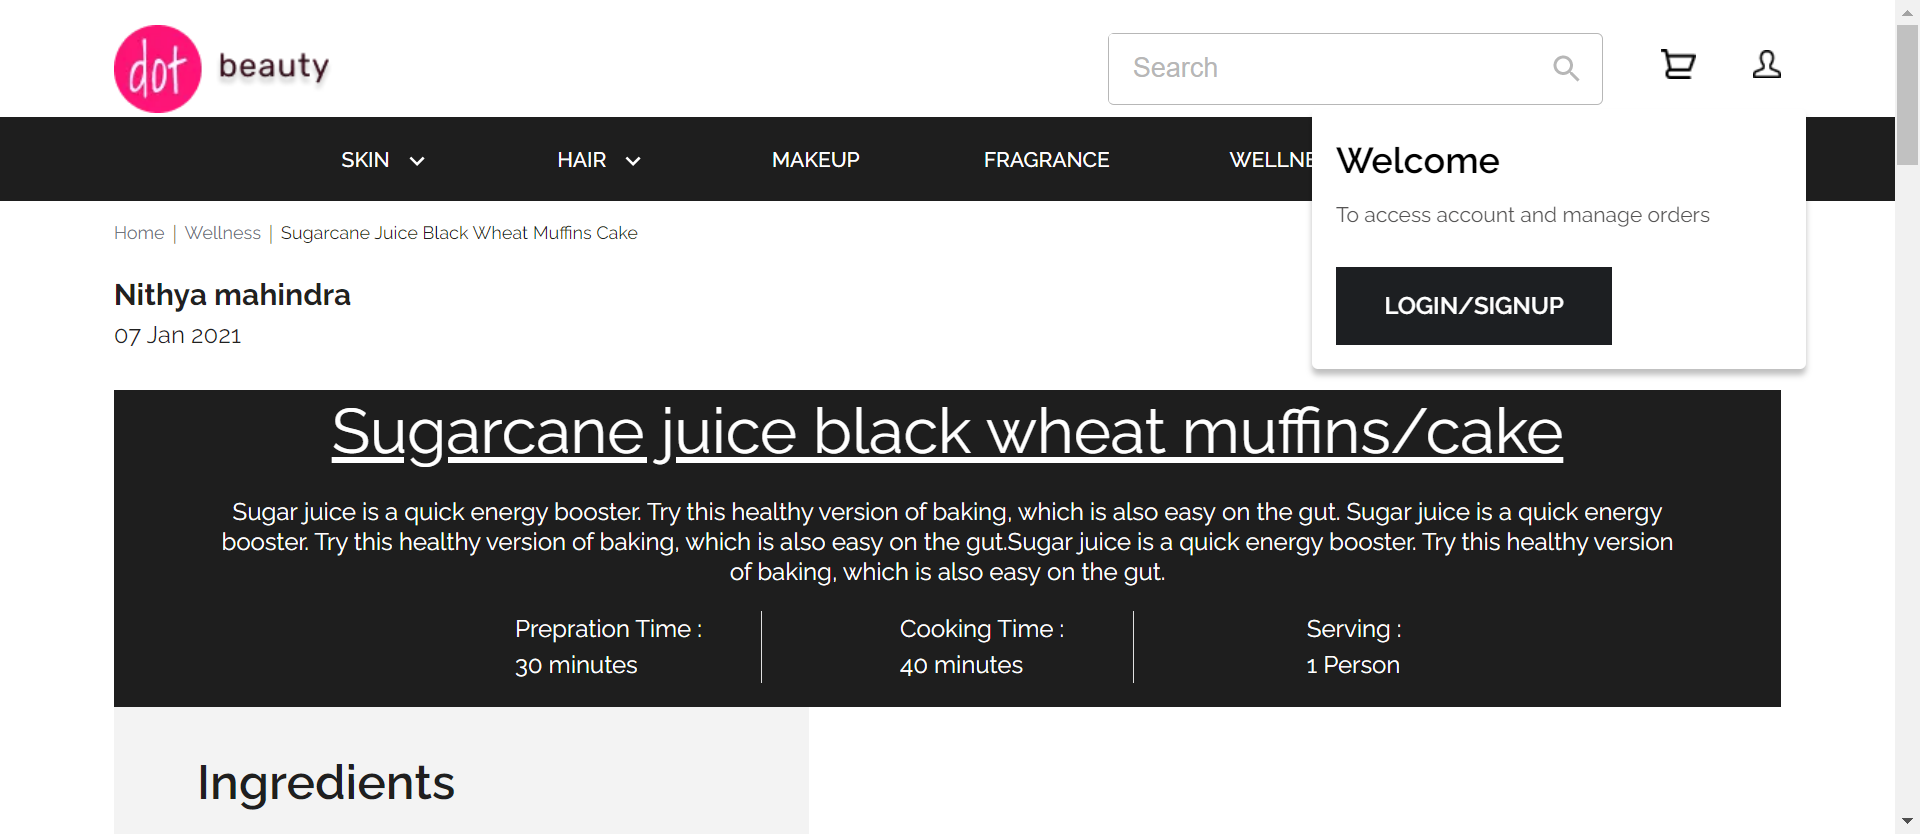 dot beauty
Search
SKIN
HAIR
MAKEUP
FRAGRANCE
WELLNE
Welcome
To access account and manage orders
LOGIN/SIGNUP
Home | Wellness | Sugarcane Juice Black Wheat Muffins Cake
Nithya mahindra
07 Jan 2021
Sugarcane juice black wheat muffins/cake
Sugar juice is a quick energy booster. Try this healthy version of baking, which is also easy on the gut. Sugar juice is a quick energy
booster. Try this healthy version of baking, which is also easy on the gut.Sugar juice is a quick energy booster. Try this healthy version
of baking, which is also easy on the gut.
Prepration Time :
30 minutes
Cooking Time :
40 minutes
Serving :
1 Person
Ingredients